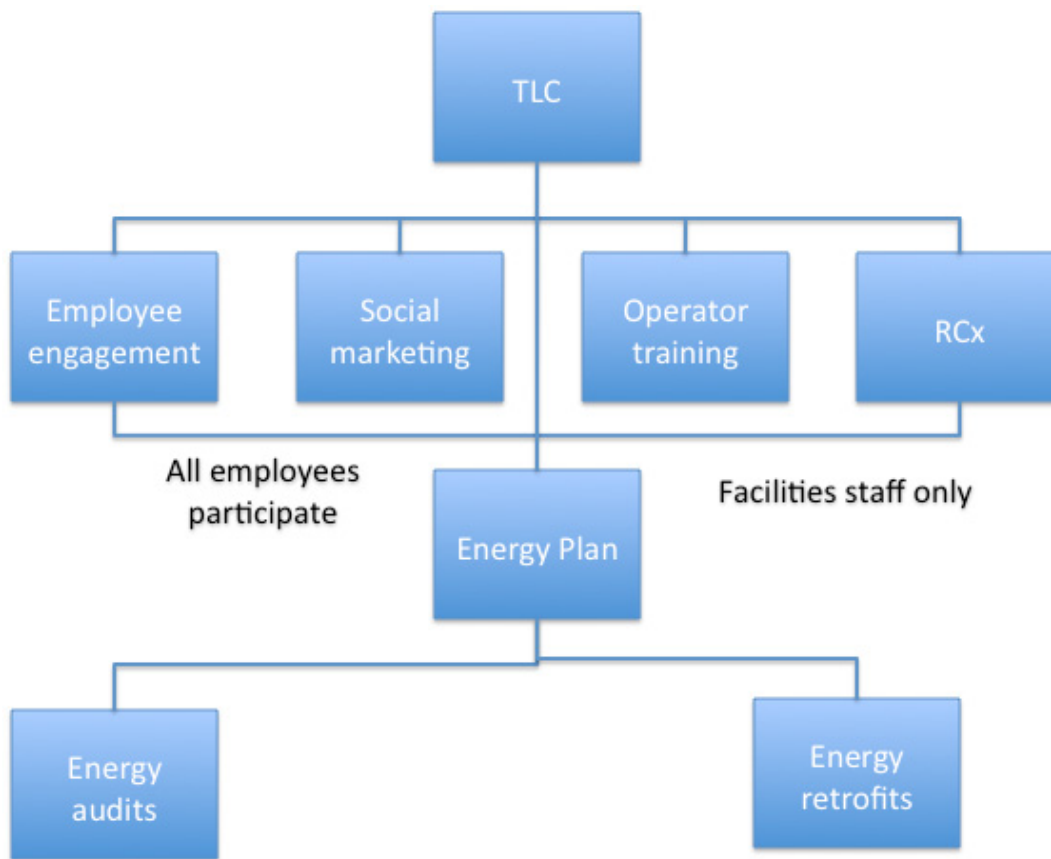 TLC
Employee
engagement
Social
marketing
Operator
training
RCx
All employees
participate
Facilities staff only
Energy Plan
Energy
audits
Energy
retrofits